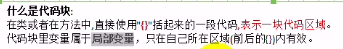 什么是代码块:
在类或者在方法中,直接使用"{}"括起来的一段代码,表示一块代码区域。
代码块里变量属于局部变量，只在自己所在区域(前后的{})内有效。